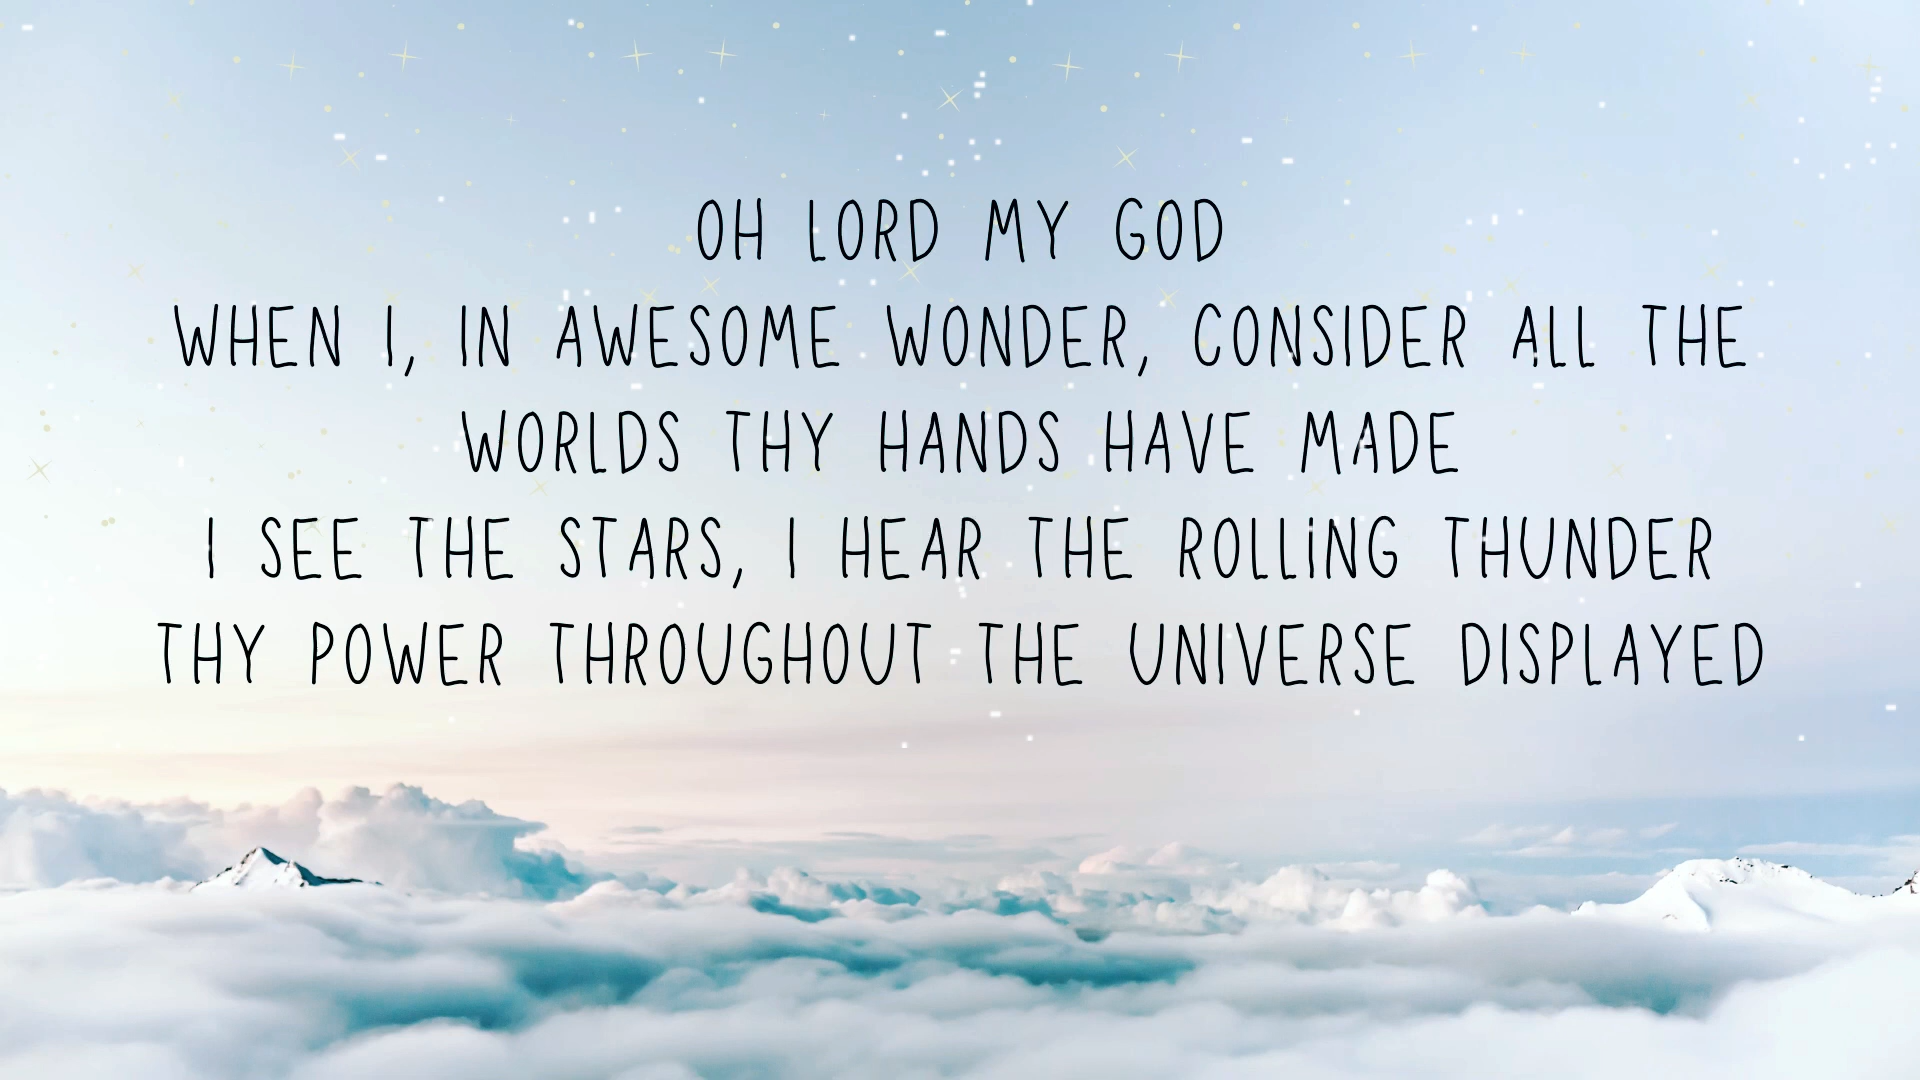 OH LORD MY GOD
WHEN I, IN AWESOME WONDER, CONSIDER ALL THE
WORLDS THY HANDS HAVE MADE
I SEE THE STARS, I HEAR THE ROLLING THUNDER
THY POWER THROUGHOUT THE UNIVERSE DISPLAYED